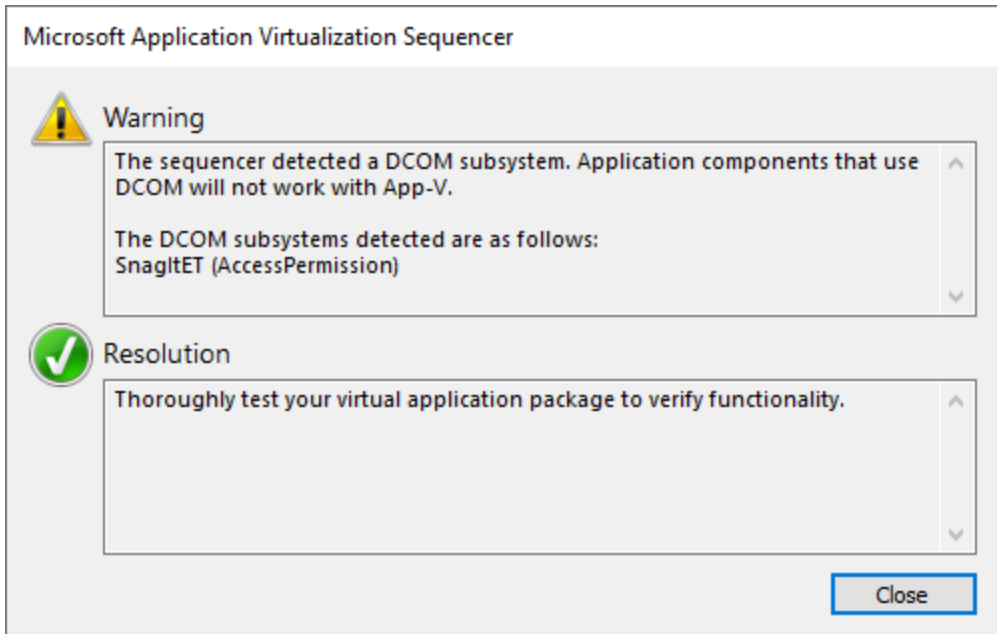 Microsoft Application Virtualization Sequencer
Warning
The sequencer detected a DCOM subsystem. Application components that use
DCOM will not work with App-V.
The DCOM subsystems detected are as follows:
SnagItET (AccessPermission)
Resolution
Thoroughly test your virtual application package to verify functionality.
Close